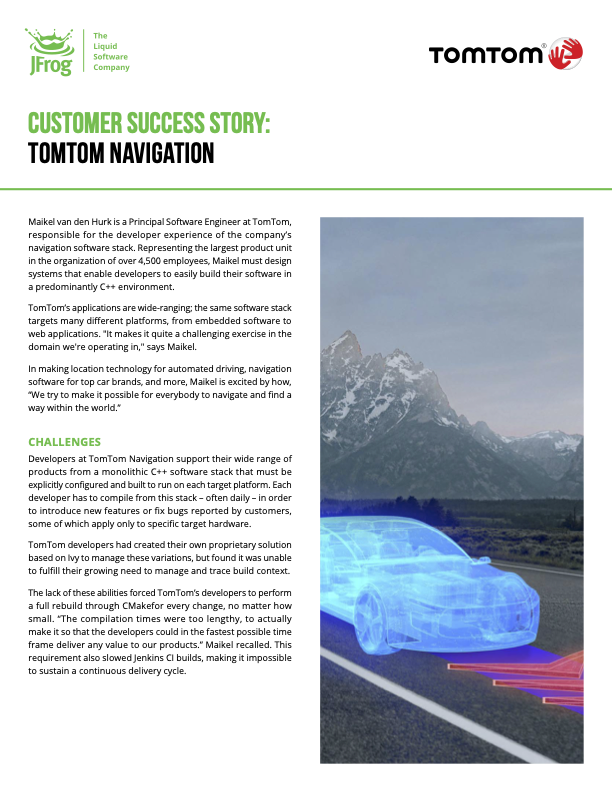 JFrog
The
Liquid
Software
Company
TOMTOM®
CUSTOMER SUCCESS STORY:
TOMTOM NAVIGATION
Maikel van den Hurk is a Principal Software Engineer at TomTom,
responsible for the developer experience of the company's
navigation software stack. Representing the largest product unit
in the organization of over 4,500 employees, Maikel must design
systems that enable developers to easily build their software in
a predominantly C++ environment.
TomTom's applications are wide-ranging; the same software stack
targets many different platforms, from embedded software to
web applications. "It makes it quite a challenging exercise in the
domain we're operating in," says Maikel.
In making location technology for automated driving, navigation
software for top car brands, and more, Maikel is excited by how,
“We try to make it possible for everybody to navigate and find a
way within the world.”
CHALLENGES
Developers at TomTom Navigation support their wide range of
products from a monolithic C++ software stack that must be
explicitly configured and built to run on each target platform. Each
developer has to compile from this stack – often daily – in order
to introduce new features or fix bugs reported by customers,
some of which apply only to specific target hardware.
TomTom developers had created their own proprietary solution
based on Ivy to manage these variations, but found it was unable
to fulfill their growing need to manage and trace build context.
The lack of these abilities forced TomTom's developers to perform
a full rebuild through CMakefor every change, no matter how
small. “The compilation times were too lengthy, to actually
make it so that the developers could in the fastest possible time
frame deliver any value to our products.” Maikel recalled. This
requirement also slowed Jenkins CI builds, making it impossible
to sustain a continuous delivery cycle.